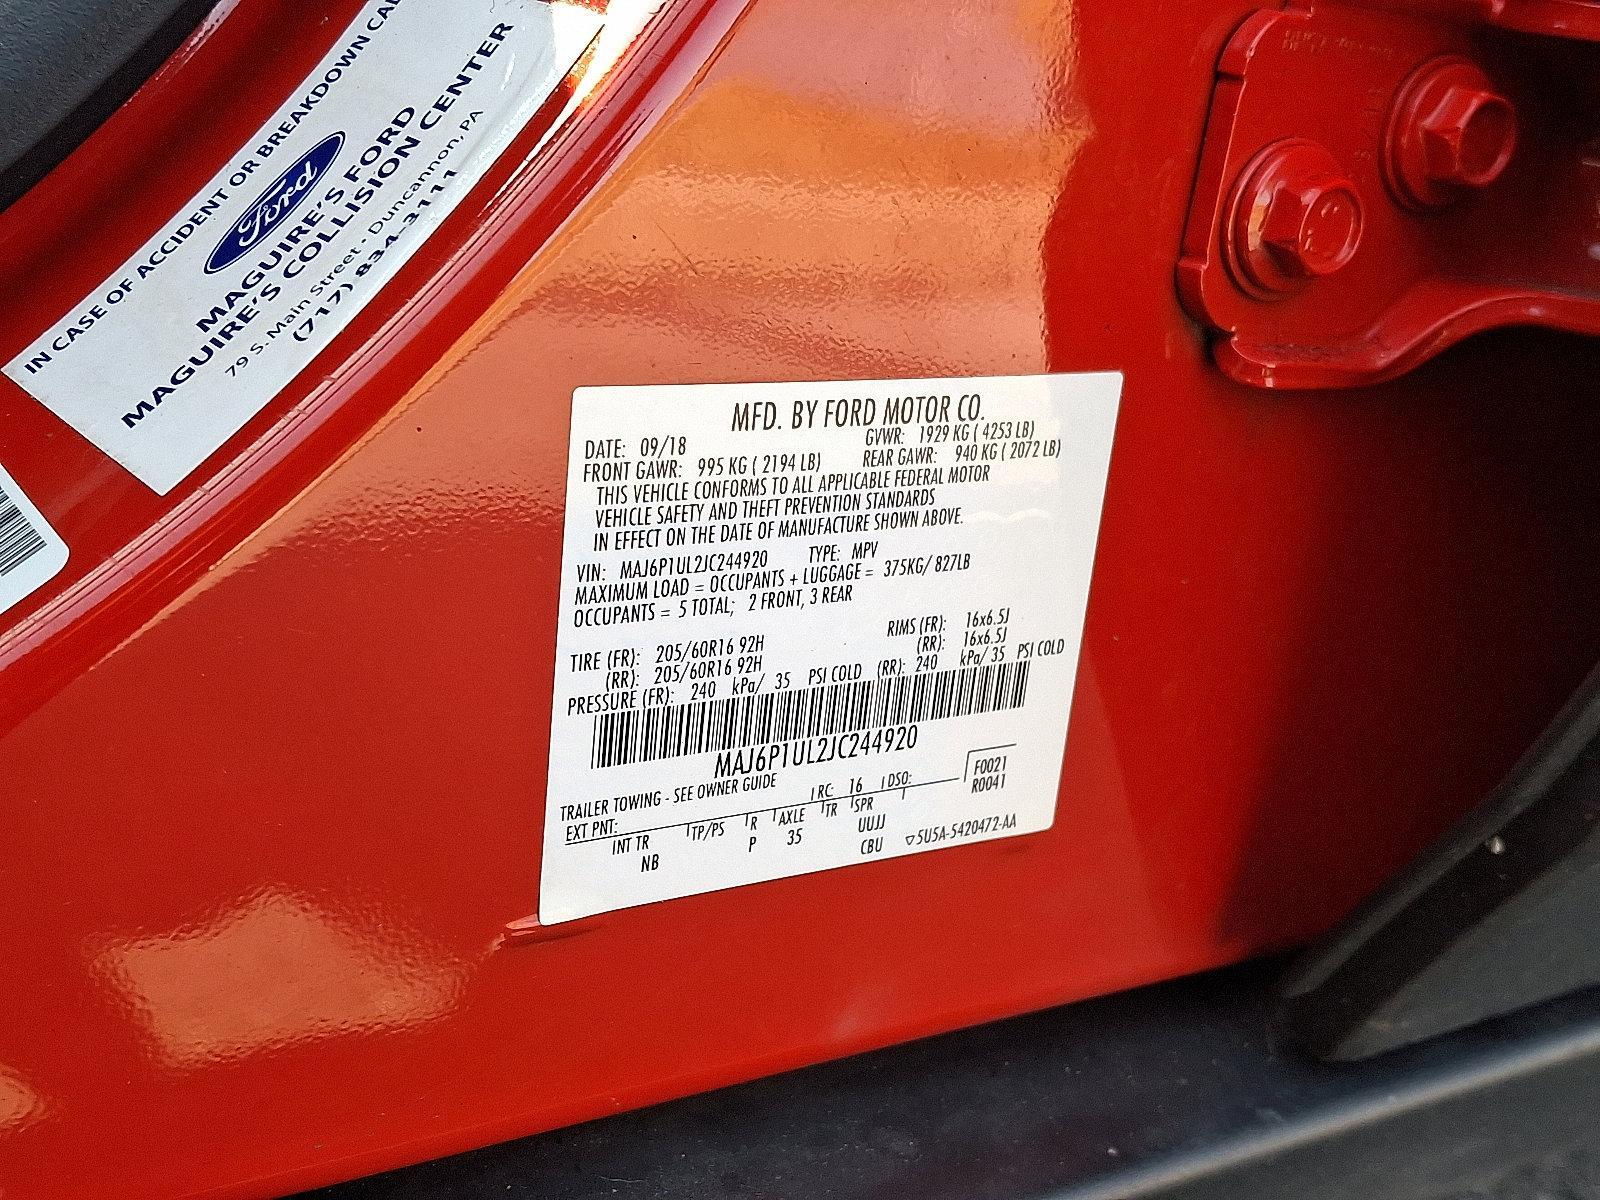 IN CASE OF ACCIDENT OR BREAKDOWN
Ford
MAGUIRE'S FORD
MAGUIRE'S COLLISION CENTER
79 S. Main Street • Duncannon, PA
(717) 834-3111
MFD. BY FORD MOTOR CO.
DATE: 09/18 GVWR: 1929 KG ( 4253 LB)
FRONT GAWR: 995 KG ( 2194 LB) REAR GAWR: 940 KG ( 2072 LB)
THIS VEHICLE CONFORMS TO ALL APPLICABLE FEDERAL MOTOR
VEHICLE SAFETY AND THEFT PREVENTION STANDARDS
IN EFFECT ON THE DATE OF MANUFACTURE SHOWN ABOVE.
VIN: MAJ6P1UL2JC244920 TYPE: MPV
MAXIMUM LOAD = OCCUPANTS + LUGGAGE = 375KG/ 827LB
OCCUPANTS = 5 TOTAL; 2 FRONT, 3 REAR
TIRE (FR): 205/60R16 92H RIMS (FR): 16x6.5J
(RR): 205/60R16 92H (RR): 16x6.5J
PRESSURE (FR): 240 kPa/ 35 PSI COLD (RR): 240 kPa/ 35 PSI COLD
MAJ6P1UL2JC244920
TRAILER TOWING - SEE OWNER GUIDE RC: 16 DSO: F0021
R0041
EXT PNT: INT TR TP/PS R AXLE TR SPR
NB P 35 UUJJ
CBU ▽5U5A-5420472-AA